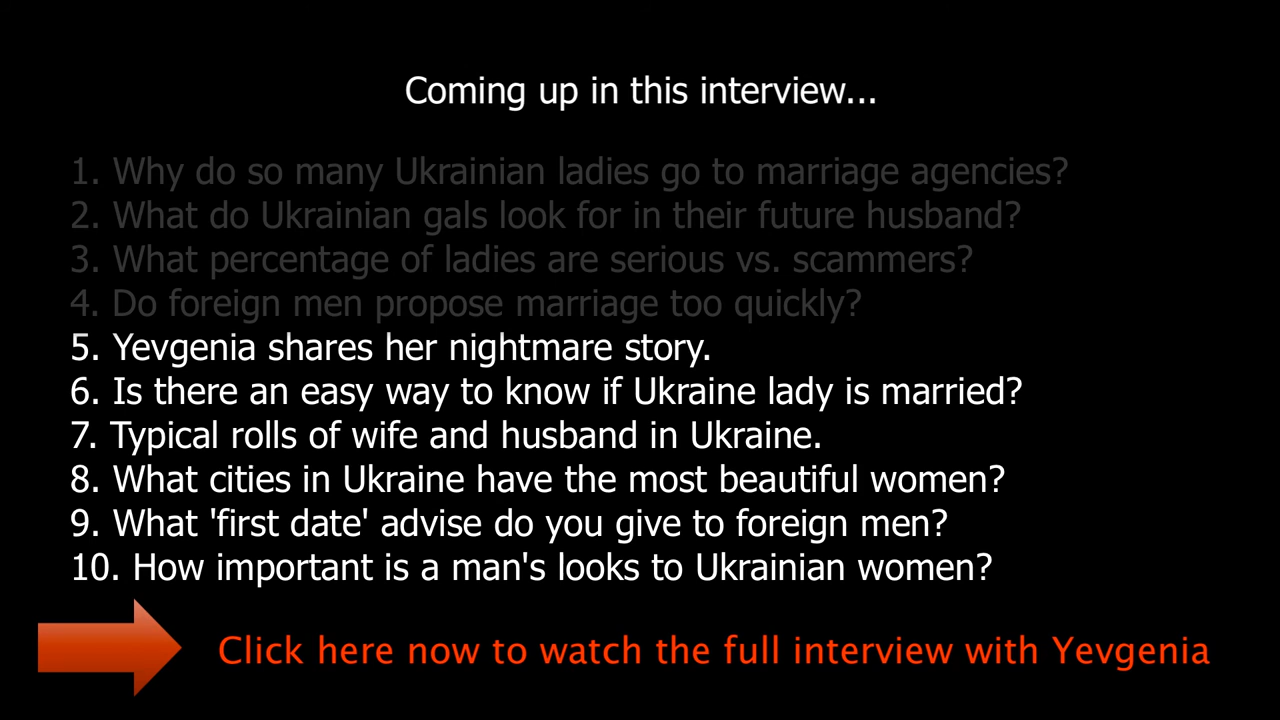 Coming up in this interview...
1. Why do so many Ukrainian ladies go to marriage agencies?
2. What do Ukrainian gals look for in their future husband?
3. What percentage of ladies are serious vs. scammers?
4. Do foreign men propose marriage too quickly?
5. Yevgenia shares her nightmare story.
6. Is there an easy way to know if Ukraine lady is married?
7. Typical rolls of wife and husband in Ukraine.
8. What cities in Ukraine have the most beautiful women?
9. What 'first date' advise do you give to foreign men?
10. How important is a man's looks to Ukrainian women?
Click here now to watch the full interview with Yevgenia